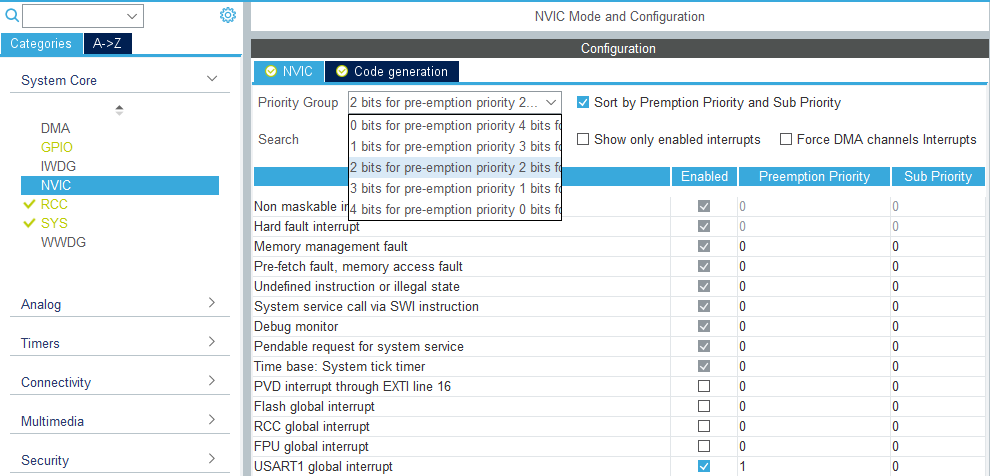 NVIC Mode and Configuration
Categories
A->Z
System Core
DMA
GPIO
IWDG
NVIC
RCC
SYS
WWDG
Analog
Timers
Connectivity
Multimedia
Security
Configuration
NVIC
Code generation
Priority Group
2 bits for pre-emption priority 2...
Sort by Premption Priority and Sub Priority
Search
Show only enabled interrupts
Force DMA channels Interrupts
0 bits for pre-emption priority 4 bits fo
1 bits for pre-emption priority 3 bits fo
2 bits for pre-emption priority 2 bits fo
3 bits for pre-emption priority 1 bits fo
4 bits for pre-emption priority 0 bits fo
Enabled Preemption Priority Sub Priority
Non maskable in 0 0
Hard fault interrupt 0 0
Memory management fault 0 0
Pre-fetch fault, memory access fault 0 0
Undefined instruction or illegal state 0 0
System service call via SWI instruction 0 0
Debug monitor 0 0
Pendable request for system service 0 0
Time base: System tick timer 0 0
PVD interrupt through EXTI line 16 0 0
Flash global interrupt 0 0
RCC global interrupt 0 0
FPU global interrupt 0 0
USART1 global interrupt 1 0